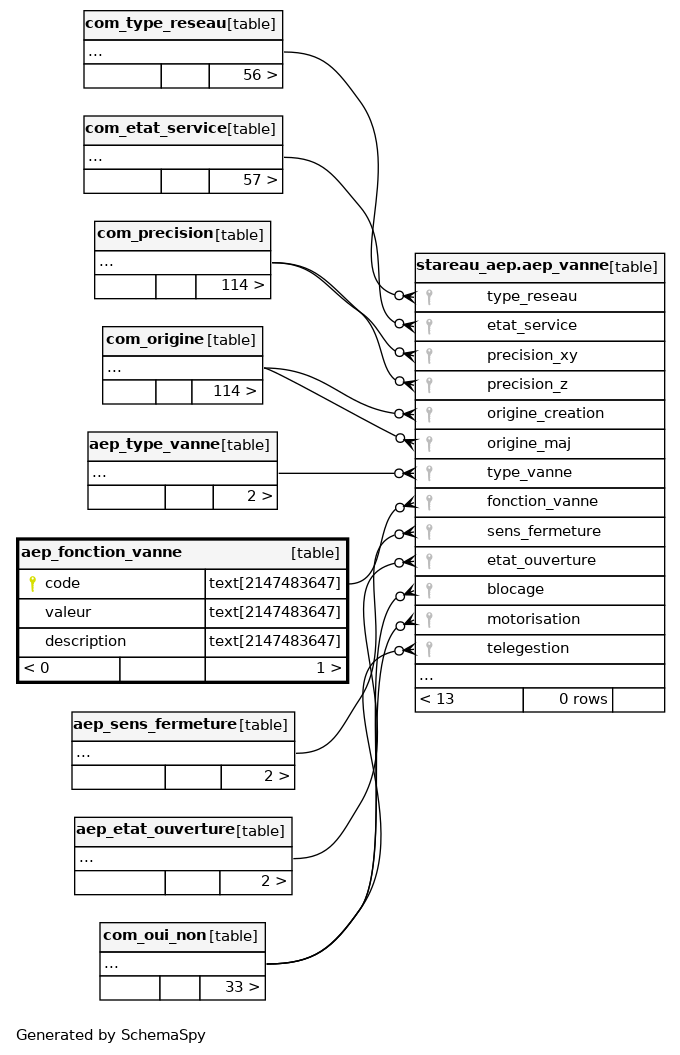 com_type_reseau [table]
...
56 >
com_etat_service [table]
...
57 >
com_precision [table]
...
114 >
com_origine [table]
...
114 >
aep_type_vanne [table]
...
2 >
aep_fonction_vanne [table]
code text[2147483647]
valeur text[2147483647]
description text[2147483647]
< 0 1 >
aep_sens_fermeture [table]
...
2 >
aep_etat_ouverture [table]
...
2 >
com_oui_non [table]
...
33 >
stareau_aep.aep_vanne [table]
type_reseau
etat_service
precision_xy
precision_z
origine_creation
origine_maj
type_vanne
fonction_vanne
sens_fermeture
etat_ouverture
blocage
motorisation
telegestion
...
< 13 0 rows
Generated by SchemaSpy